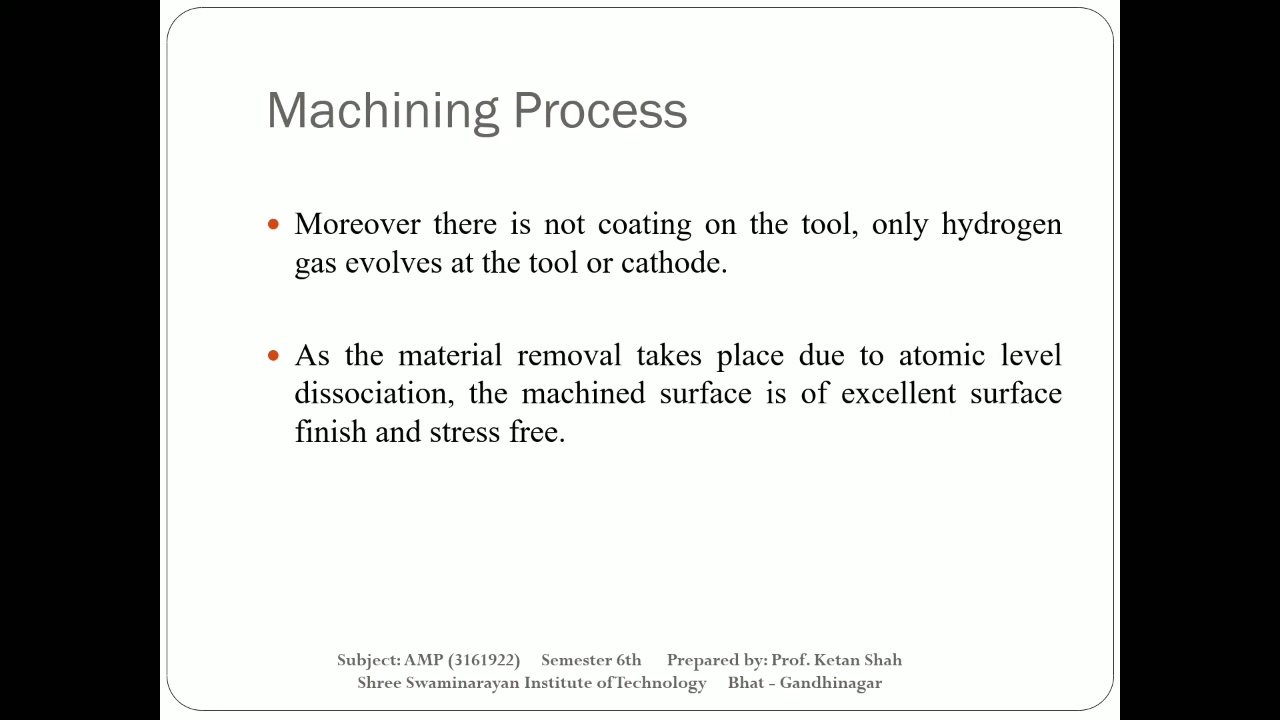 Machining Process
• Moreover there is not coating on the tool, only hydrogen
gas evolves at the tool or cathode.
• As the material removal takes place due to atomic level
dissociation, the machined surface is of excellent surface
finish and stress free.
Subject: AMP (3161922) Semester 6th Prepared by: Prof. Ketan Shah
Shree Swaminarayan Institute of Technology Bhat - Gandhinagar